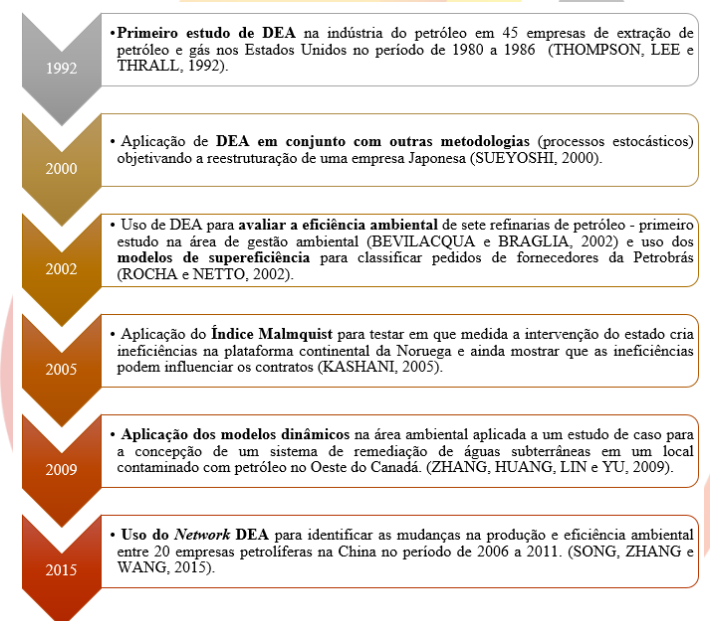 1992
•Primeiro estudo de DEA na indústria do petróleo em 45 empresas de extração de
petróleo e gás nos Estados Unidos no período de 1980 a 1986 (THOMPSON, LEE e
THRALL, 1992).
2000
• Aplicação de DEA em conjunto com outras metodologias (processos estocásticos)
objetivando a reestruturação de uma empresa Japonesa (SUEYOSHI, 2000).
2002
• Uso de DEA para avaliar a eficiência ambiental de sete refinarias de petróleo - primeiro
estudo na área de gestão ambiental (BEVILACQUA e BRAGLIA, 2002) e uso dos
modelos de supereficiência para classificar pedidos de fornecedores da Petrobrás
(ROCHA e NETTO, 2002).
2005
• Aplicação do Índice Malmquist para testar em que medida a intervenção do estado cria
ineficiências na plataforma continental da Noruega e ainda mostrar que as ineficiências
podem influenciar os contratos (KASHANI, 2005).
2009
• Aplicação dos modelos dinâmicos na área ambiental aplicada a um estudo de caso para
a concepção de um sistema de remediação de águas subterrâneas em um local
contaminado com petróleo no Oeste do Canadá. (ZHANG, HUANG, LIN e YU, 2009).
2015
• Uso do Network DEA para identificar as mudanças na produção e eficiência ambiental
entre 20 empresas petrolíferas na China no período de 2006 a 2011. (SONG, ZHANG e
WANG, 2015).